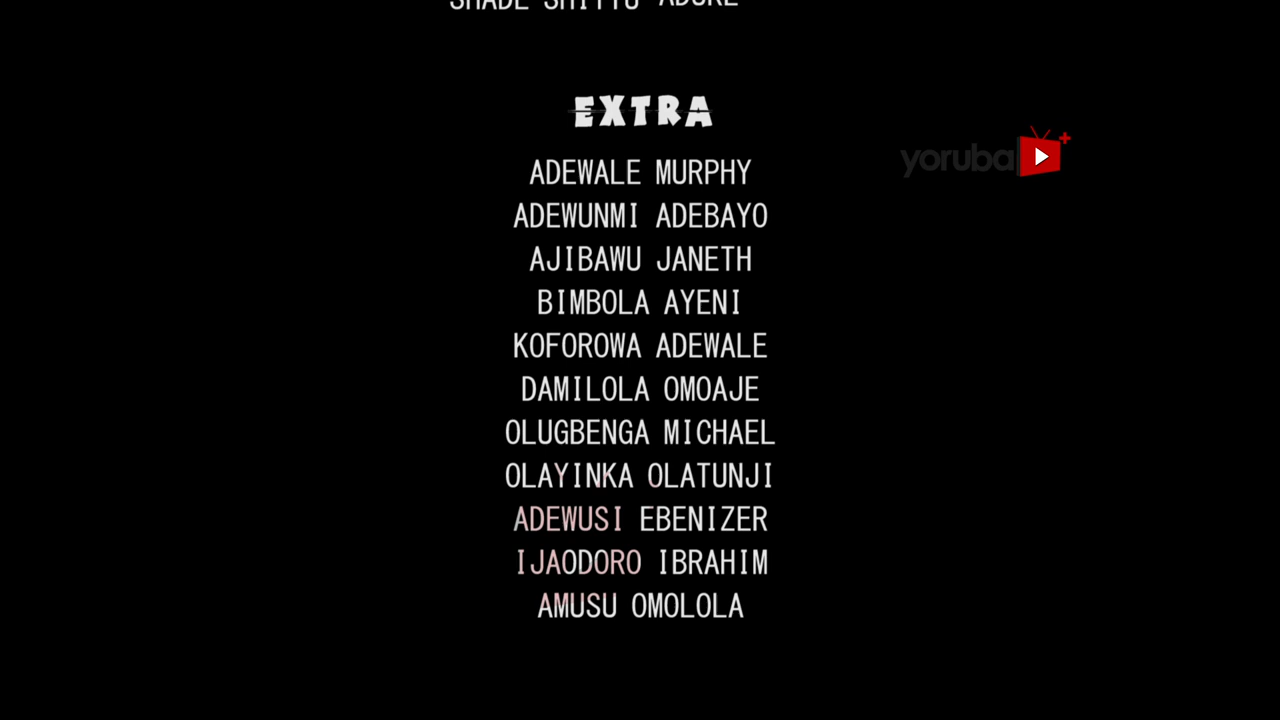 EXTRA
yoruba
ADEWALE MURPHY
ADEWUNMI ADEBAYO
AJIBAWU JANETH
BIMBOLA AYENI
KOFOROWA ADEWALE
DAMILOLA OMOAJE
OLUGBENGA MICHAEL
OLAYINKA OLATUNJI
ADEWUSI EBENIZER
IJAODORO IBRAHIM
AMUSU OMOLOLA